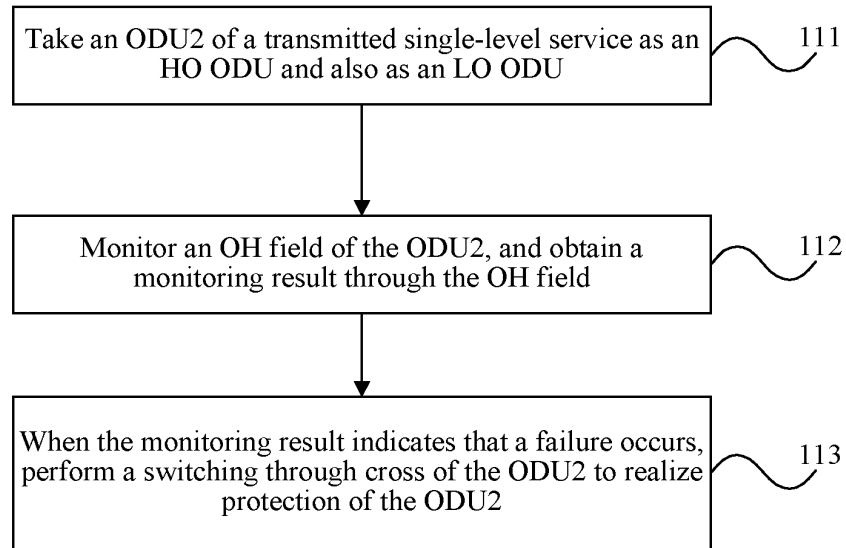 Take an ODU2 of a transmitted single-level service as an
HO ODU and also as an LO ODU
111
Monitor an OH field of the ODU2, and obtain a
monitoring result through the OH field
112
When the monitoring result indicates that a failure occurs,
perform a switching through cross of the ODU2 to realize
protection of the ODU2
113